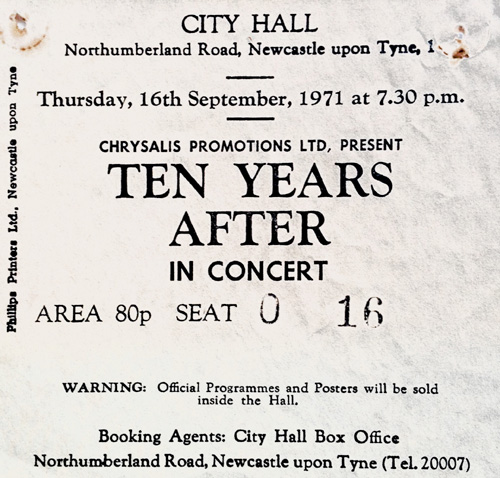 CITY HALL
Northumberland Road, Newcastle upon Tyne, 1
Thursday, 16th September, 1971 at 7.30 p.m.
CHRYSALIS PROMOTIONS LTD, PRESENT
TEN YEARS
AFTER
IN CONCERT
AREA 80p SEAT O 16
WARNING: Official Programmes and Posters will be sold
inside the Hall.
Booking Agents: City Hall Box Office
Northumberland Road, Newcastle upon Tyne (Tel. 20007)
Phillips Printers Ltd., Newcastle upon Tyne